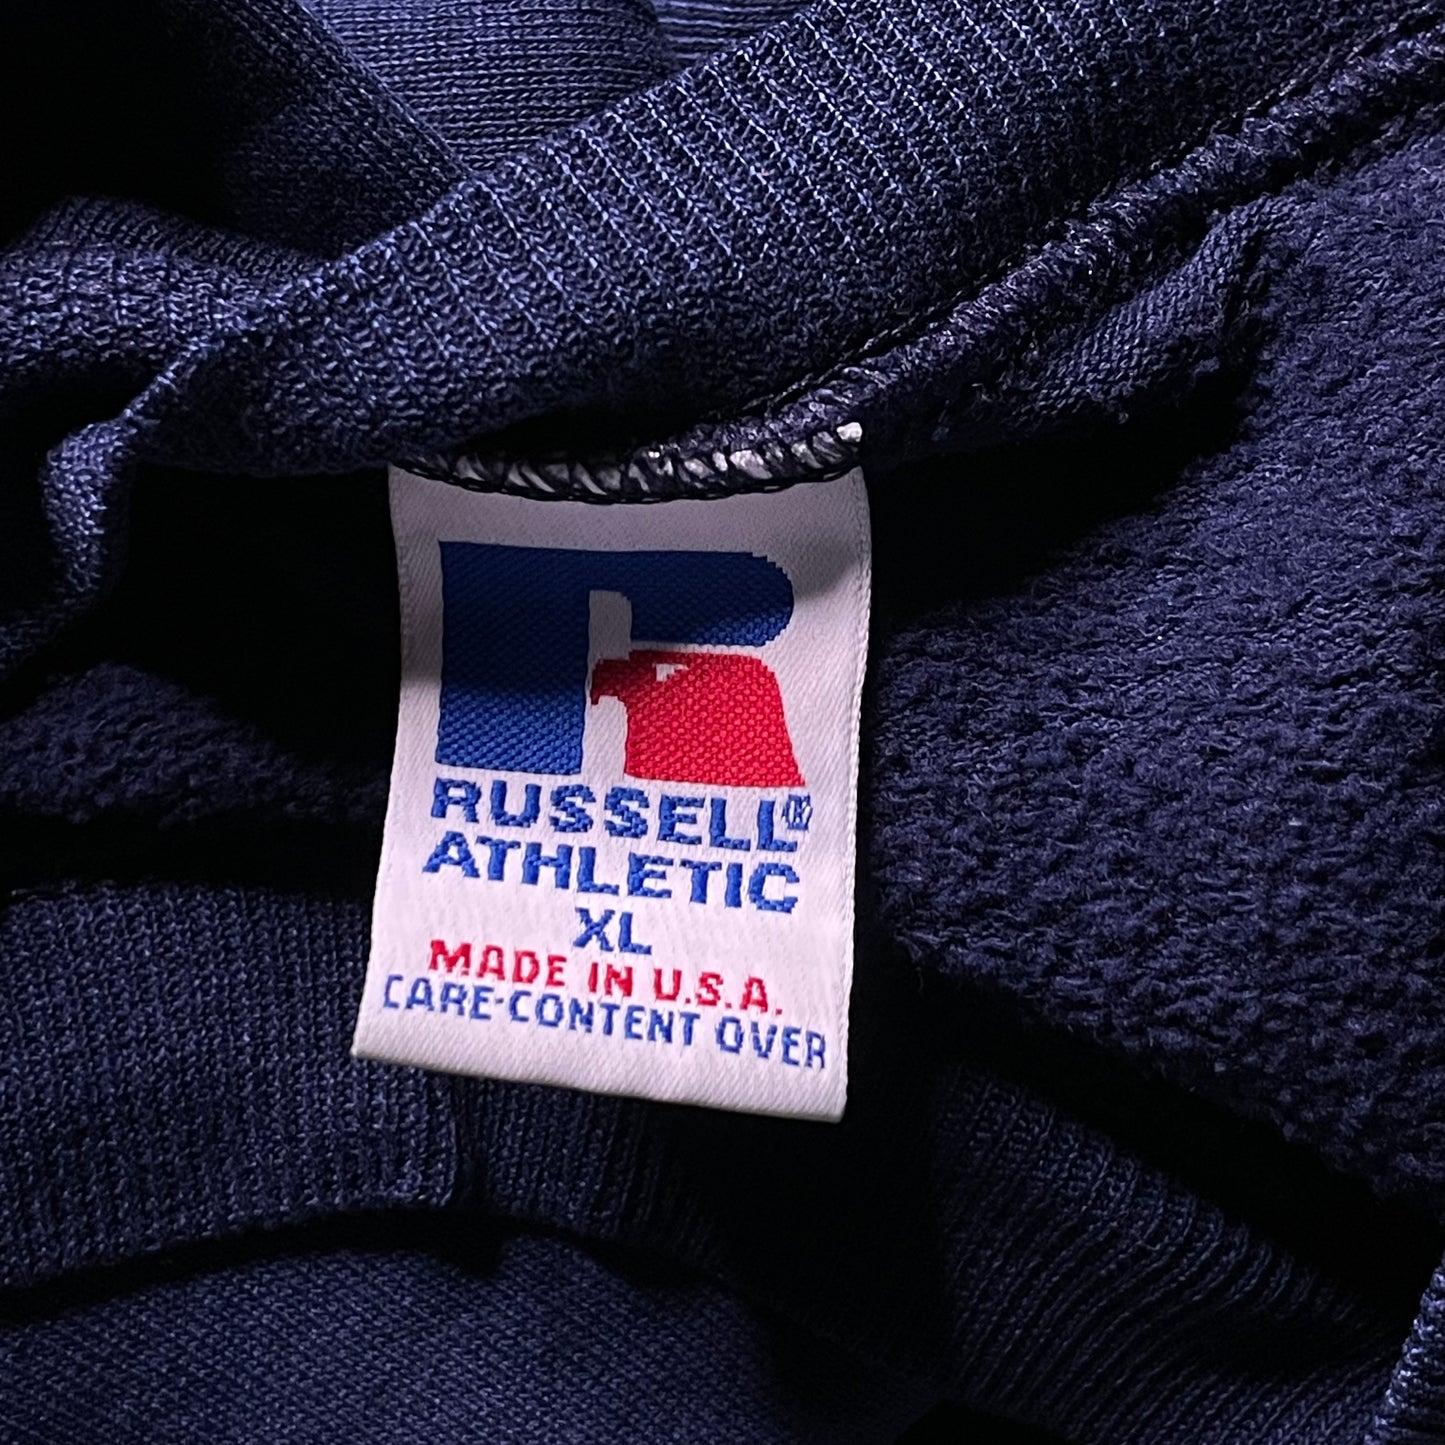 RUSSELL®
ATHLETIC
XL
MADE IN U.S.A.
CARE-CONTENT OVER